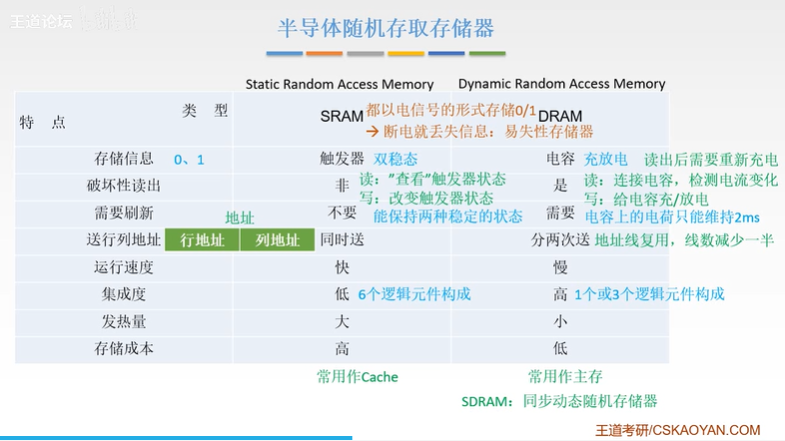 王道论坛
半导体随机存取存储器
Static Random Access Memory Dynamic Random Access Memory
特 点 类 型 SRAM 都以电信号的形式存储0/1 DRAM
→ 断电就丢失信息：易失性存储器
存储信息 0、1 触发器 双稳态 电容 充放电 读出后需要重新充电
破坏性读出 非 读："查看"触发器状态 是 读：连接电容，检测电流变化
写：改变触发器状态 写：给电容充/放电
需要刷新 不要 能保持两种稳定的状态 需要 电容上的电荷只能维持2ms
地址
送行列地址 行地址 列地址 同时送 分两次送 地址线复用，线数减少一半
运行速度 快 慢
集成度 低 6个逻辑元件构成 高 1个或3个逻辑元件构成
发热量 大 小
存储成本 高 低
常用作Cache 常用作主存
SDRAM：同步动态随机存储器
王道考研/CSKAOYAN.COM